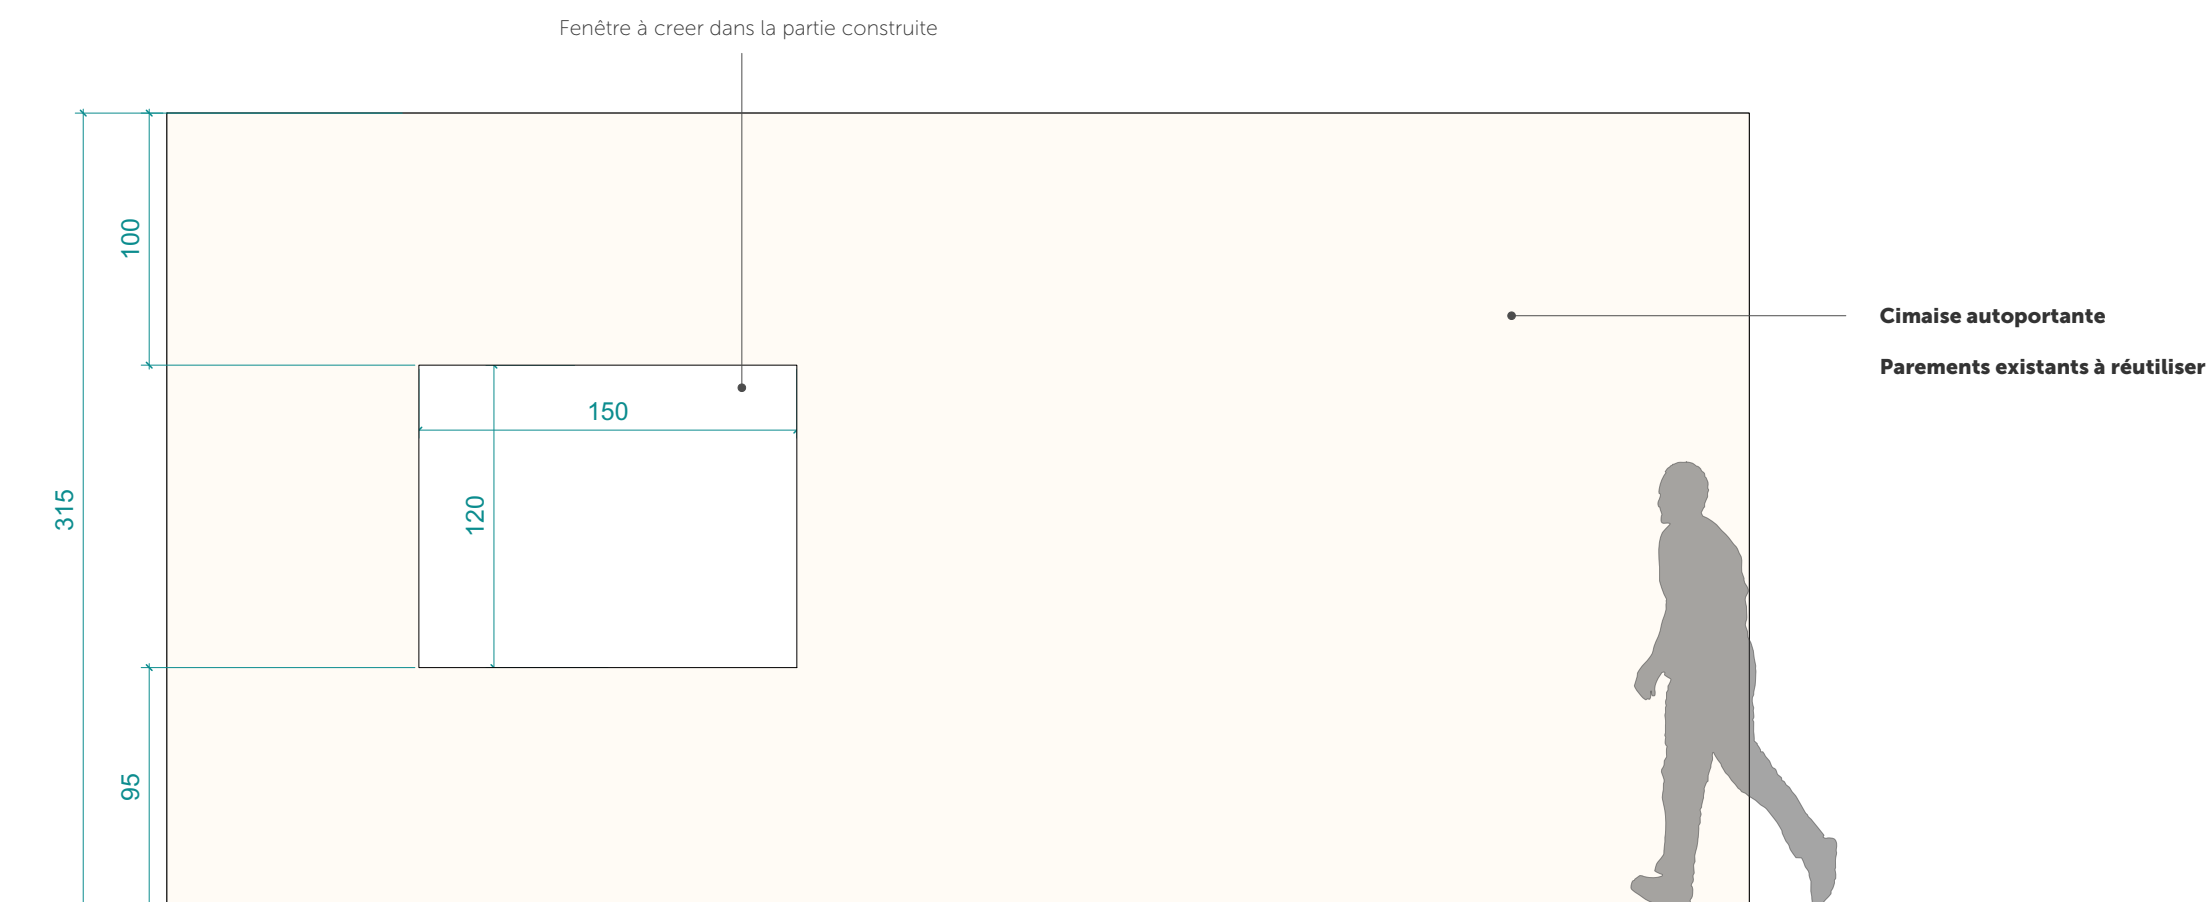 Fenêtre à creer dans la partie construite
100
Cimaise autoportante
Parements existants à réutiliser
150
315
120
95